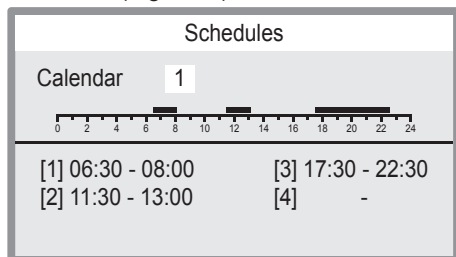 Schedules
Calendar 1
0 2 4 6 8 10 12 14 16 18 20 22 24
[1] 06:30 - 08:00 [3] 17:30 - 22:30
[2] 11:30 - 13:00 [4] -